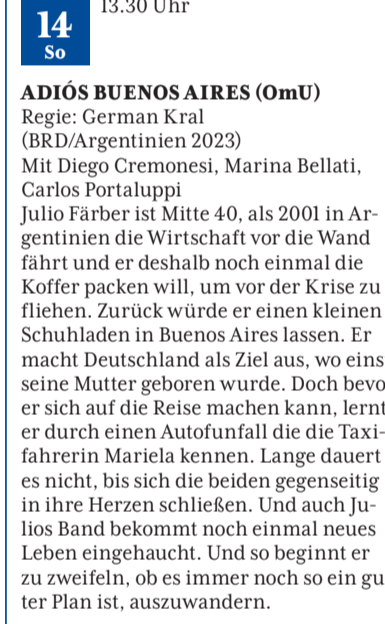 13.30 Uhr
14
So
ADIÓS BUENOS AIRES (OmU)
Regie: German Kral
(BRD/Argentinien 2023)
Mit Diego Cremonesi, Marina Bellati,
Carlos Portaluppi
Julio Färber ist Mitte 40, als 2001 in Ar-
gentinien die Wirtschaft vor die Wand
fährt und er deshalb noch einmal die
Koffer packen will, um vor der Krise zu
fliehen. Zurück würde er einen kleinen
Schuhladen in Buenos Aires lassen. Er
macht Deutschland als Ziel aus, wo eins
seine Mutter geboren wurde. Doch bevo
er sich auf die Reise machen kann, lernt
er durch einen Autofunfall die die Taxi-
fahrerin Mariela kennen. Lange dauert
es nicht, bis sich die beiden gegenseitig
in ihre Herzen schließen. Und auch Ju-
lios Band bekommt noch einmal neues
Leben eingehaucht. Und so beginnt er
zu zweifeln, ob es immer noch so ein gu
ter Plan ist, auszuwandern.